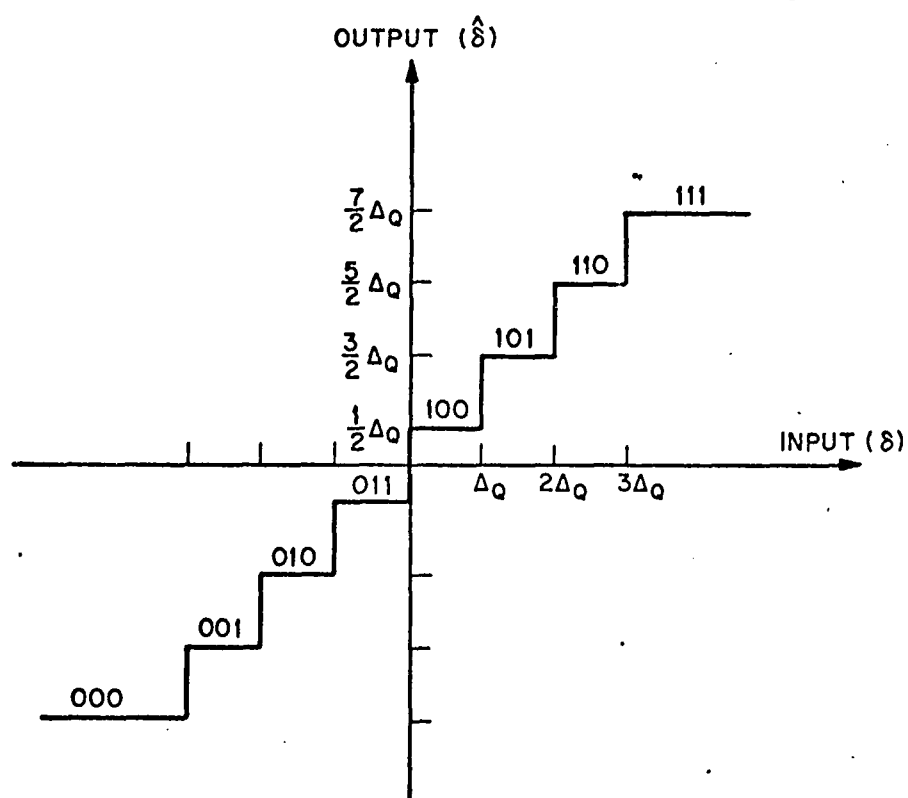 OUTPUT (δ̂)
7/2 Δ_Q
111
5/2 Δ_Q
110
3/2 Δ_Q
101
1/2 Δ_Q
100
INPUT (δ)
Δ_Q 2Δ_Q 3Δ_Q
011
010
001
000